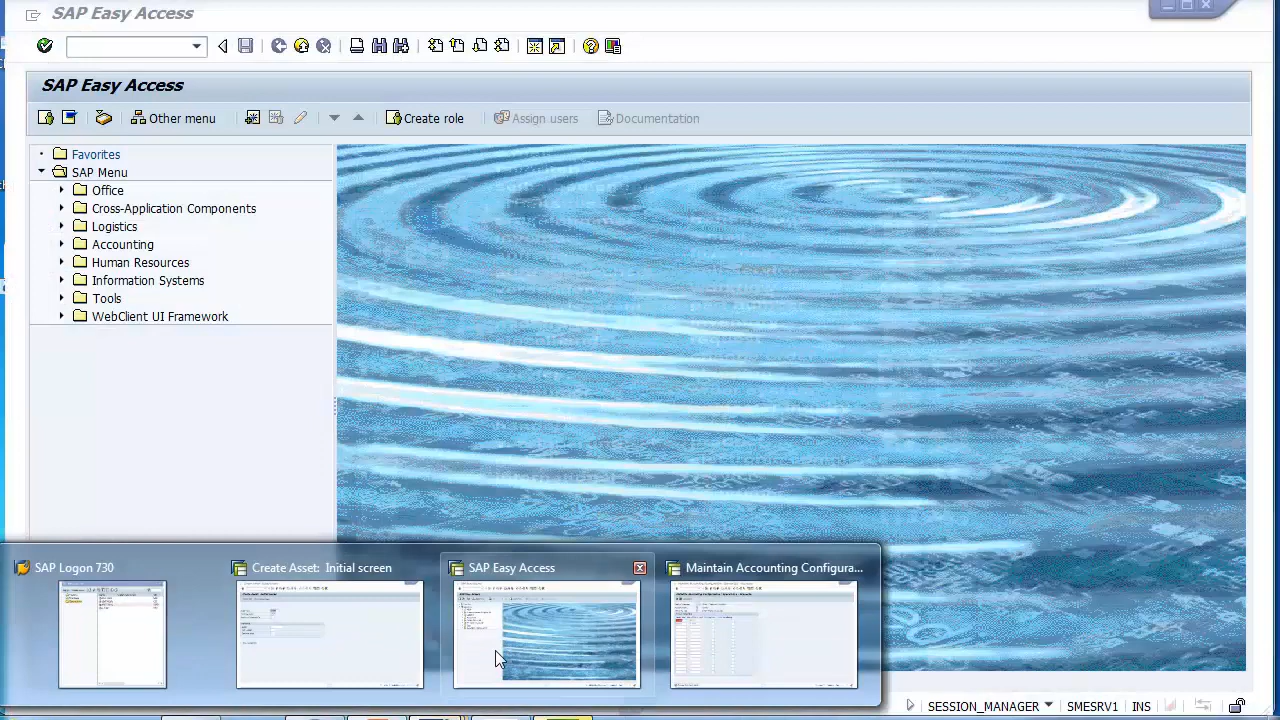 SAP Easy Access
SAP Easy Access
Other menu
Create role
Assign users
Documentation
Favorites
SAP Menu
Office
Cross-Application Components
Logistics
Accounting
Human Resources
Information Systems
Tools
WebClient UI Framework
SAP Logon 730
Create Asset: Initial screen
SAP Easy Access
Maintain Accounting Configura...
SESSION_MANAGER
SMESRV1
INS